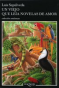 Luis Sepúlveda
UN VIEJO
QUE LEÍA NOVELAS DE AMOR